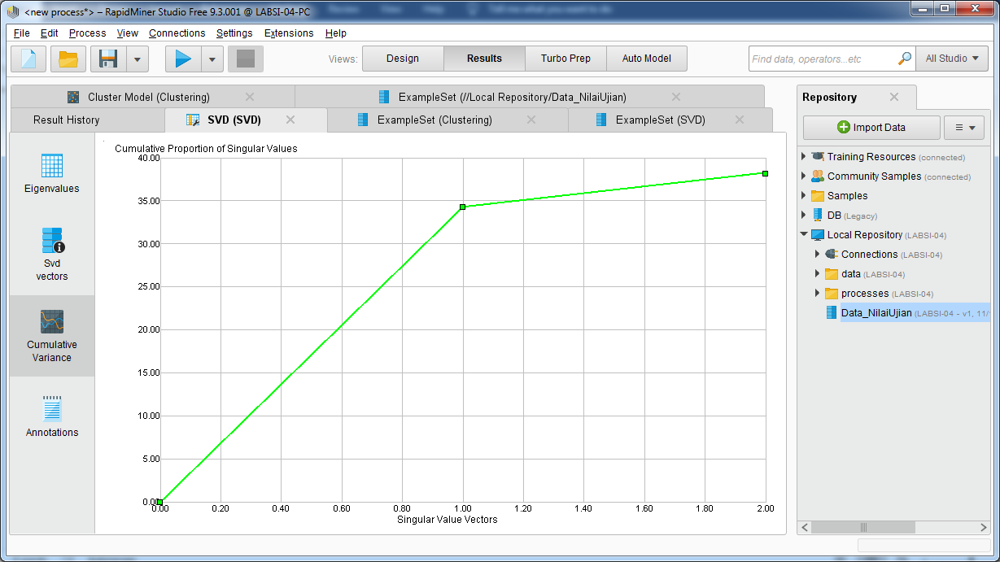 <new process*> – RapidMiner Studio Free 9.3.001 @ LABSI-04-PC
File Edit Process View Connections Settings Extensions Help
Views: Design Results Turbo Prep Auto Model
Find data, operators...etc
All Studio
Cluster Model (Clustering)
ExampleSet (//Local Repository/Data_NilaiUjian)
Result History
SVD (SVD)
ExampleSet (Clustering)
ExampleSet (SVD)
Eigenvalues
Svd
vectors
Cumulative
Variance
Annotations
Cumulative Proportion of Singular Values
40.00
35.00
30.00
25.00
20.00
15.00
10.00
5.00
0.00
0.00 0.20 0.40 0.60 0.80 1.00 1.20 1.40 1.60 1.80 2.00
Singular Value Vectors
Repository
Import Data
Training Resources (connected)
Community Samples (connected)
Samples
DB (Legacy)
Local Repository (LABSI-04)
Connections (LABSI-04)
data (LABSI-04)
processes (LABSI-04)
Data_NilaiUjian (LABSI-04 - v1, 11/